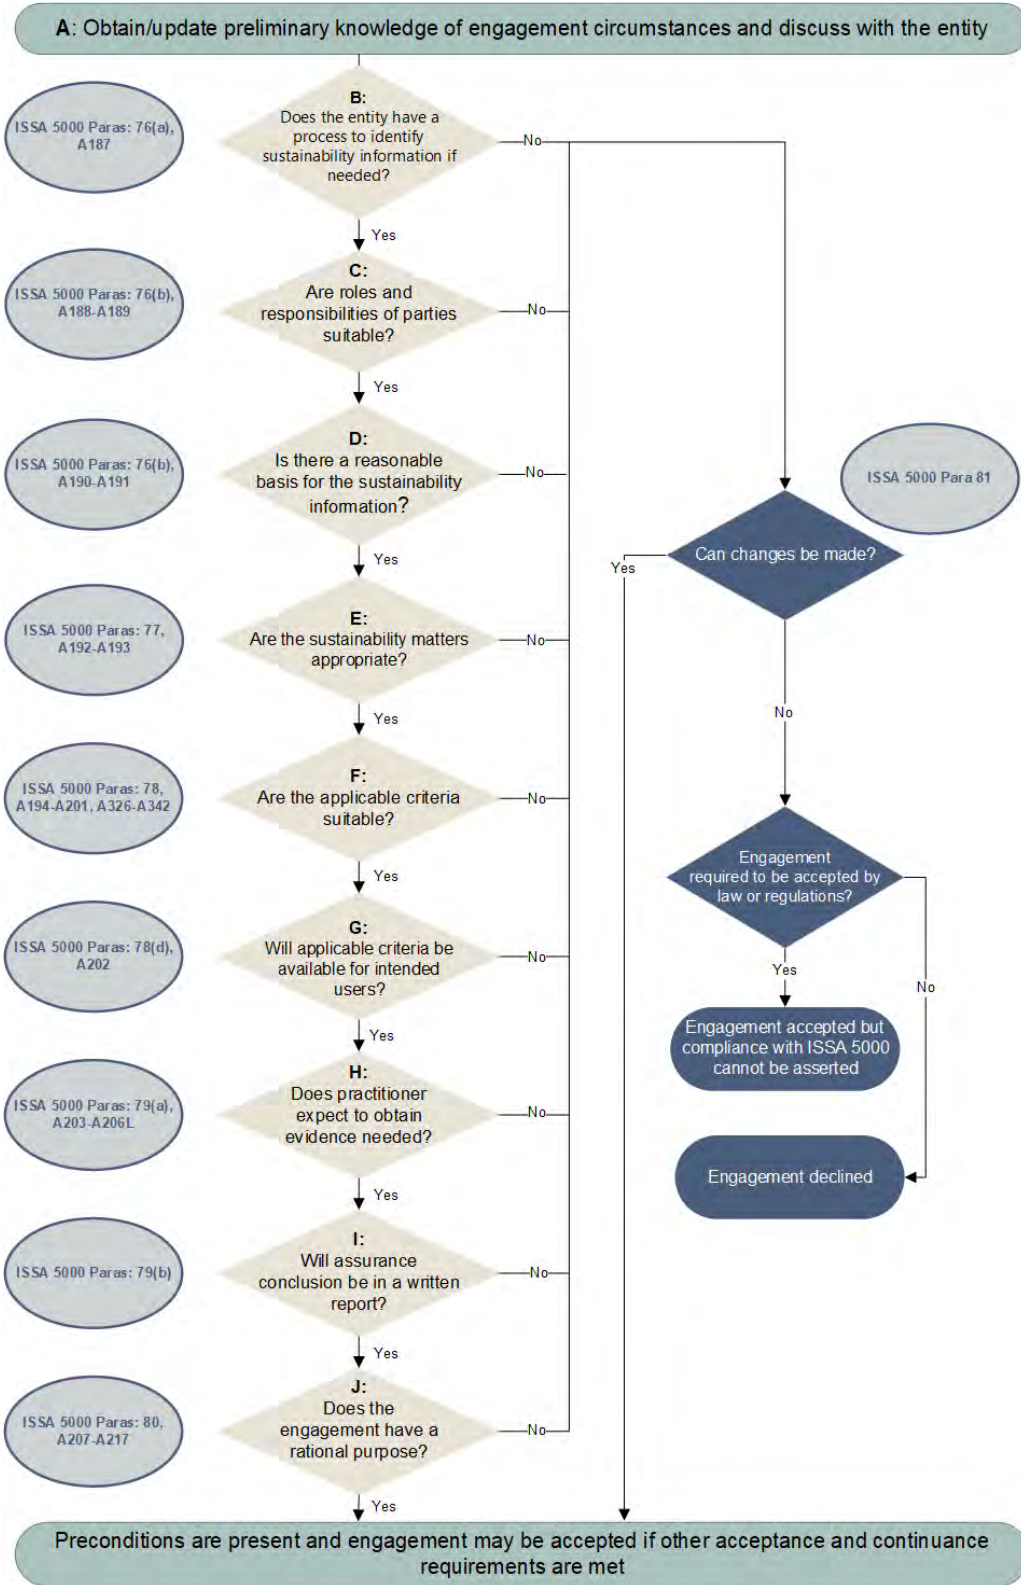 A: Obtain/update preliminary knowledge of engagement circumstances and discuss with the entity
ISSA 5000 Paras: 76(a),
A187
B:
Does the entity have a
process to identify
sustainability information if
needed?
No
Yes
ISSA 5000 Paras: 76(b),
A188-A189
C:
Are roles and
responsibilities of parties
suitable?
No
Yes
ISSA 5000 Paras: 76(b),
A190-A191
D:
Is there a reasonable
basis for the sustainability
information?
No
Yes
ISSA 5000 Para 81
Can changes be made?
Yes
No
ISSA 5000 Paras: 77,
A192-A193
E:
Are the sustainability matters
appropriate?
No
Yes
ISSA 5000 Paras: 78,
A194-A201, A326-A342
F:
Are the applicable criteria
suitable?
No
Yes
Engagement
required to be accepted by
law or regulations?
Yes
No
ISSA 5000 Paras: 78(d),
A202
G:
Will applicable criteria be
available for intended
users?
No
Yes
Engagement accepted but
compliance with ISSA 5000
cannot be asserted
ISSA 5000 Paras: 79(a),
A203-A206L
H:
Does practitioner
expect to obtain
evidence needed?
No
Yes
Engagement declined
ISSA 5000 Paras: 79(b)
I:
Will assurance
conclusion be in a written
report?
No
Yes
ISSA 5000 Paras: 80,
A207-A217
J:
Does the
engagement have a
rational purpose?
No
Yes
Preconditions are present and engagement may be accepted if other acceptance and continuance
requirements are met